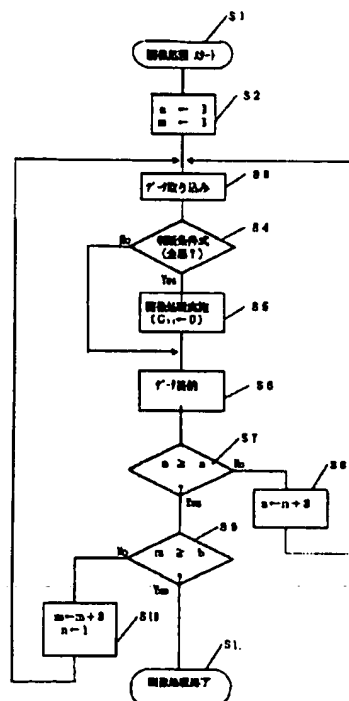 S1
画像処理 スタート
S2
n ← 1
m ← 1
S3
データ取り込み
S4
No
判断条件式
(全黒?)
Yes
S5
画像処理実施
S6
データ格納
S7
n ≥ a
?
No
Yes
S8
n←n+3
S9
No
m ≥ b
?
Yes
m←m+3
n←1
S10
S1.
画像処理終了